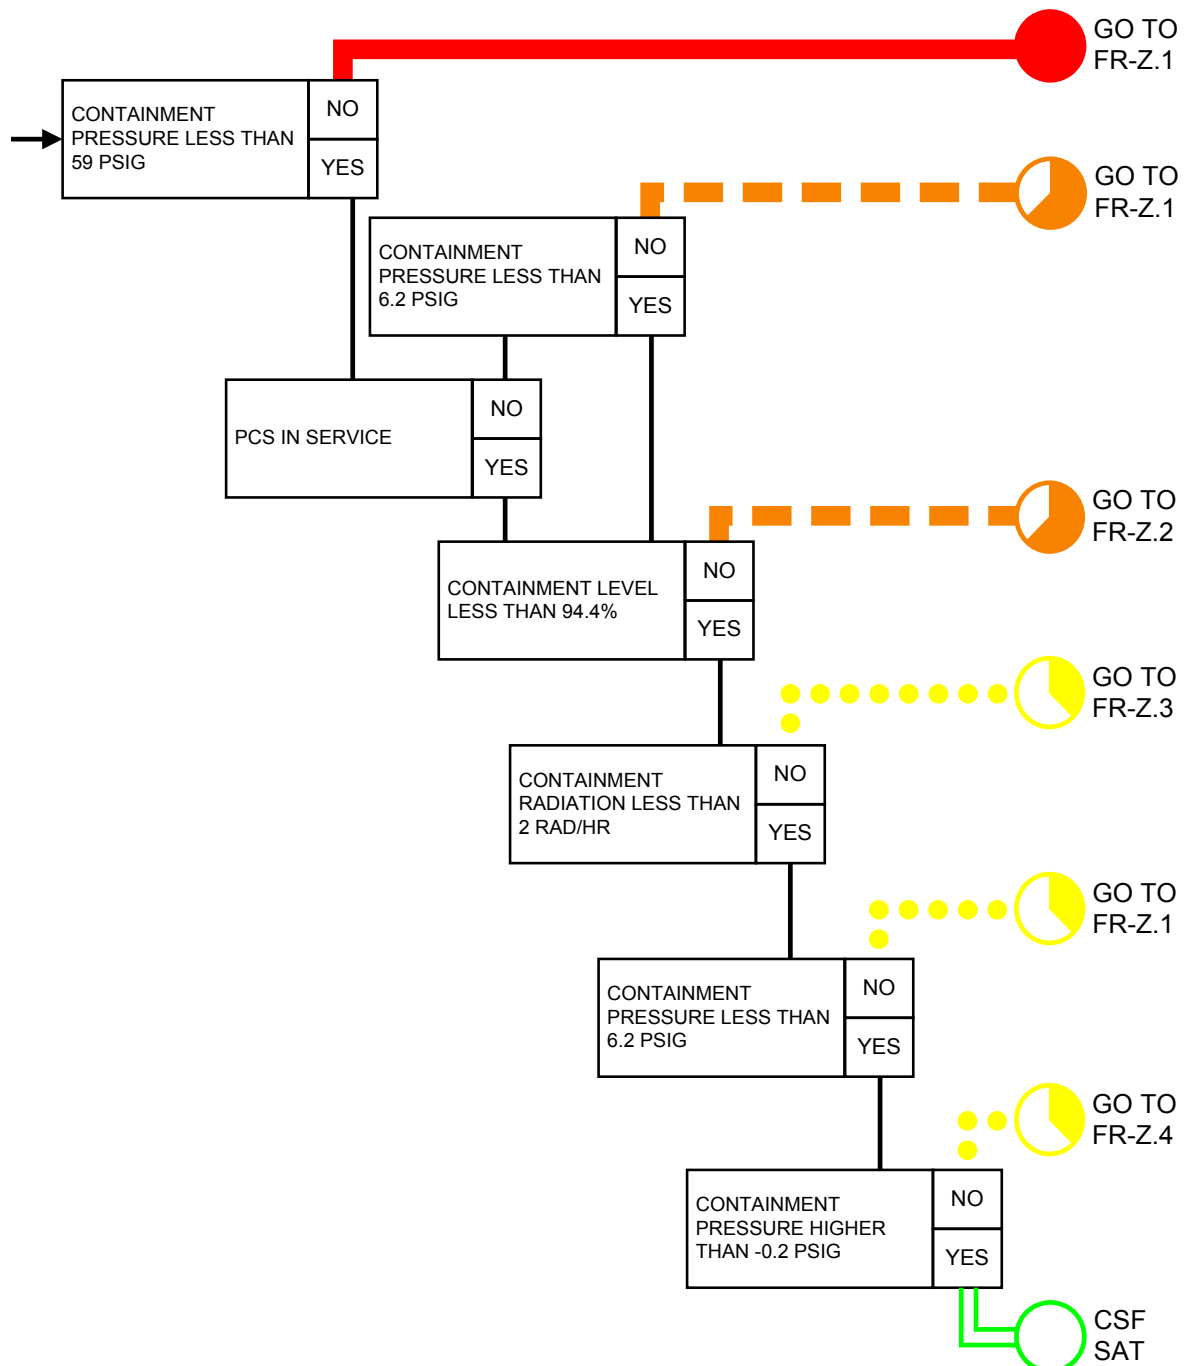 GO TO
FR-Z.1
CONTAINMENT
PRESSURE LESS THAN
59 PSIG
NO
YES
GO TO
FR-Z.1
CONTAINMENT
PRESSURE LESS THAN
6.2 PSIG
NO
YES
PCS IN SERVICE
NO
YES
GO TO
FR-Z.2
CONTAINMENT LEVEL
LESS THAN 94.4%
NO
YES
GO TO
FR-Z.3
CONTAINMENT
RADIATION LESS THAN
2 RAD/HR
NO
YES
GO TO
FR-Z.1
CONTAINMENT
PRESSURE LESS THAN
6.2 PSIG
NO
YES
GO TO
FR-Z.4
CONTAINMENT
PRESSURE HIGHER
THAN -0.2 PSIG
NO
YES
CSF
SAT